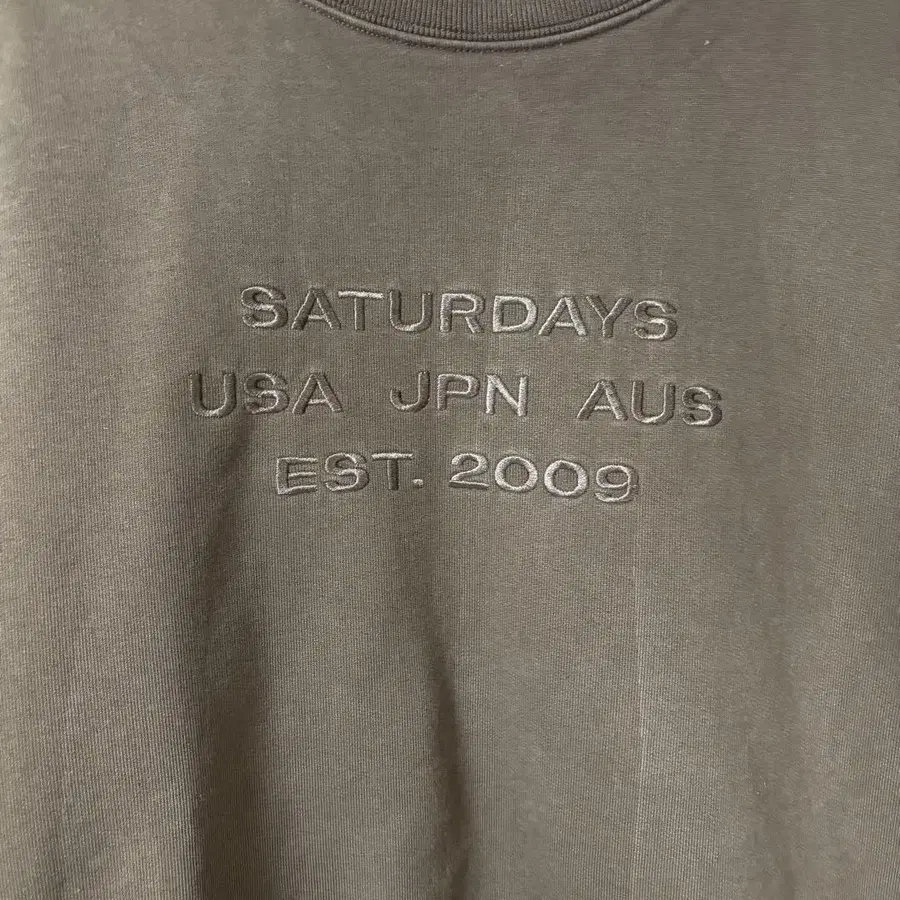 SATURDAYS
USA JPN AUS
EST. 2009